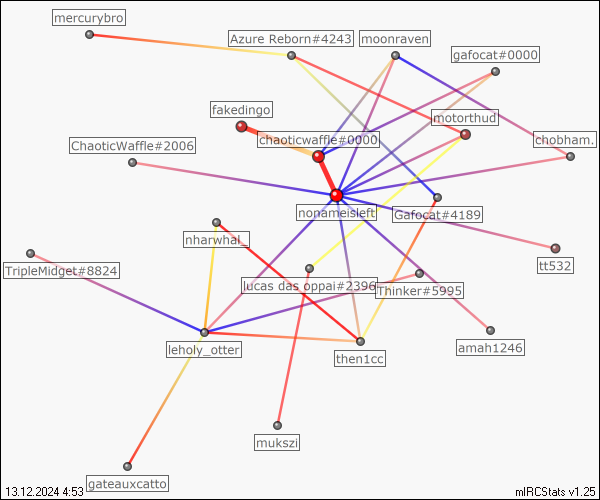 mercurybro
Azure Reborn#4243
moonraven
gafocat#0000
fakedingo
motorthud
chaoticwaffle#0000
chobham.
ChaoticWaffle#2006
nonameisleft
Gafocat#4189
nharwhal_
TripleMidget#8824
lucas das oppai#2396
Thinker#5995
tt532
leholy_otter
then1cc
amah1246
mukszi
gateauxcatto
13.12.2024 4:53
mIRCStats v1.25